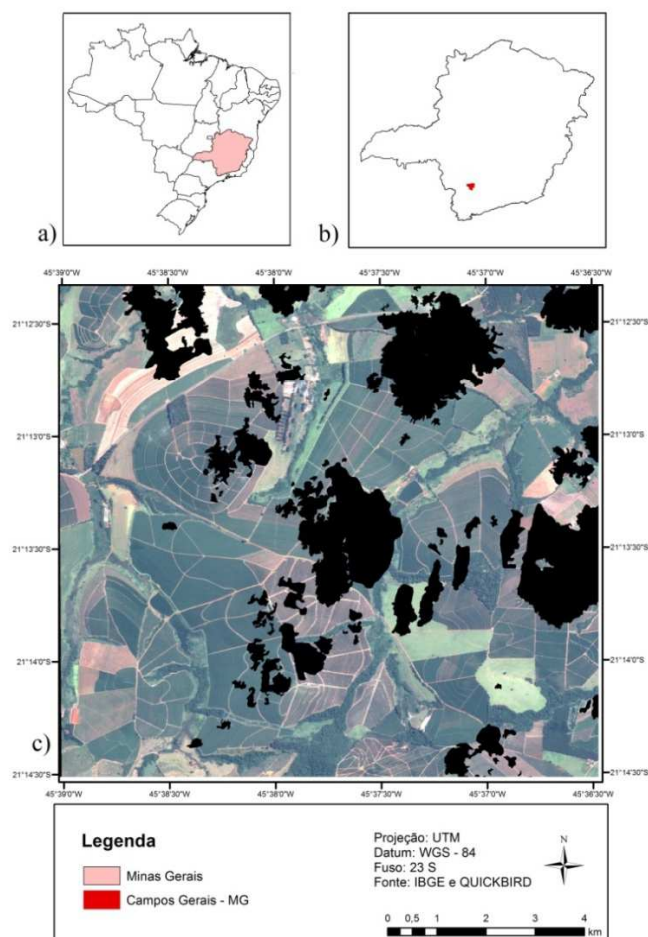 a)
b)
45°39'0"W 45°38'30"W 45°38'0"W 45°37'30"W 45°37'0"W 45°36'30"W
21°12'30"S 21°12'30"S
21°13'0"S 21°13'0"S
21°13'30"S 21°13'30"S
21°14'0"S 21°14'0"S
c)
21°14'30"S 21°14'30"S
45°39'0"W 45°38'30"W 45°38'0"W 45°37'30"W 45°37'0"W 45°36'30"W
Legenda
Minas Gerais
Campos Gerais - MG
Projeção: UTM
Datum: WGS - 84
Fuso: 23 S
Fonte: IBGE e QUICKBIRD
N
0 0,5 1 2 3 4
km